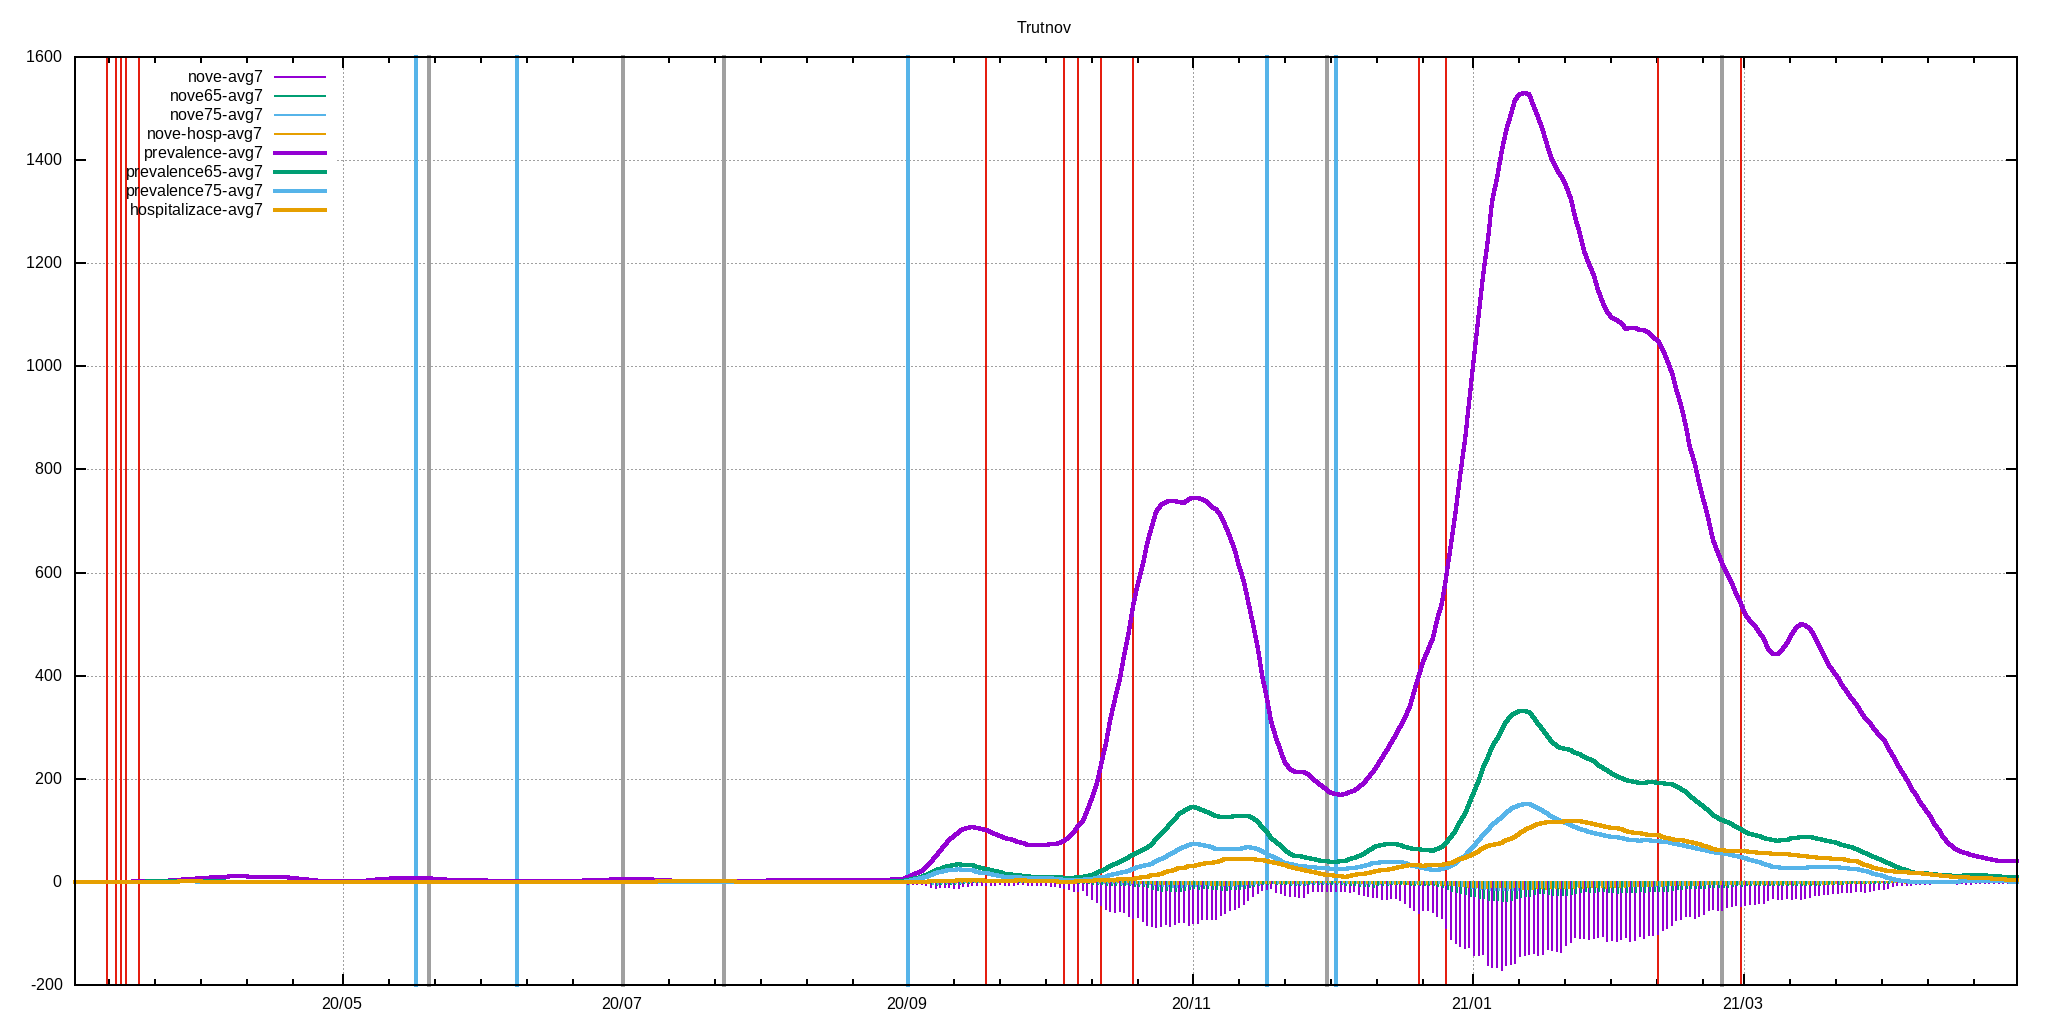 Trutnov
1600
1400
1200
1000
800
600
400
200
0
-200
nove-avg7
nove65-avg7
nove75-avg7
nove-hosp-avg7
prevalence-avg7
prevalence65-avg7
prevalence75-avg7
hospitalizace-avg7
20/05
20/07
20/09
20/11
21/01
21/03